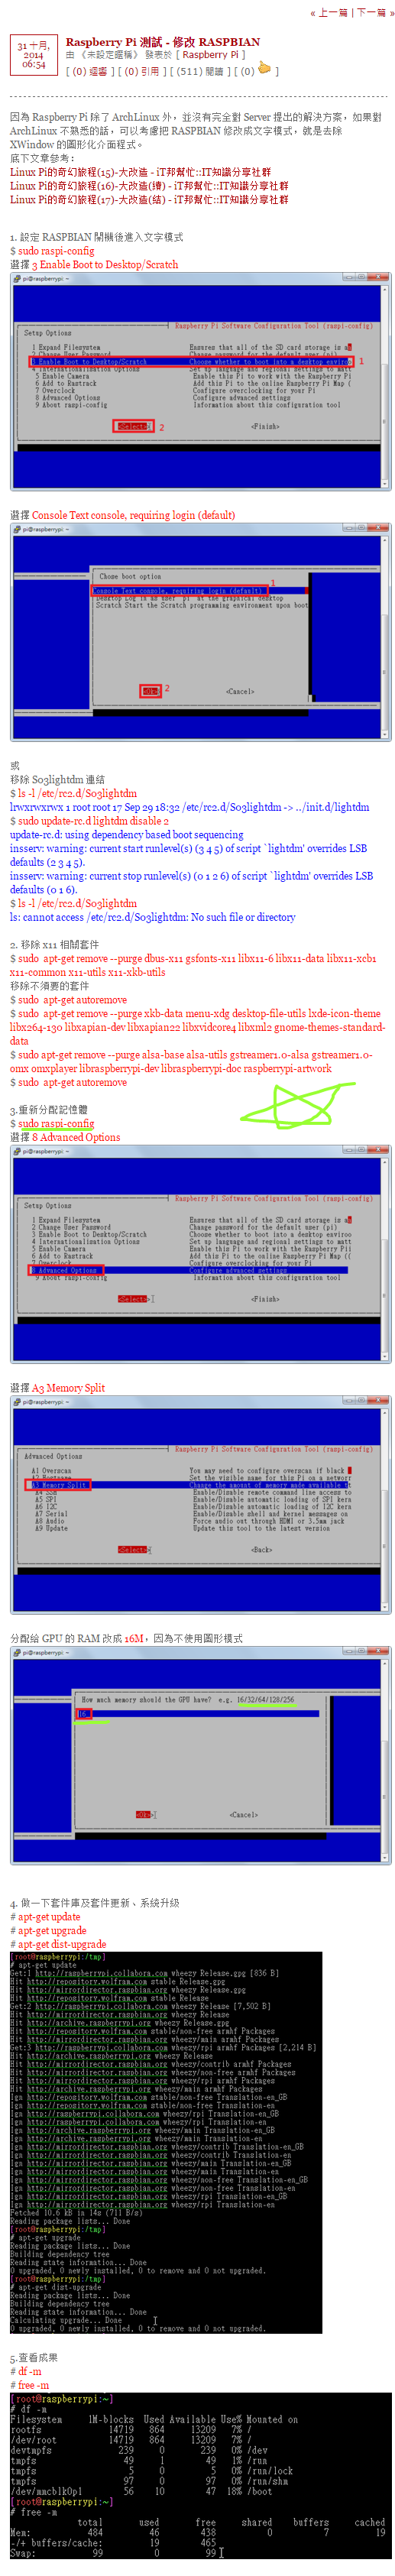 « 上一篇 | 下一篇 »
31 十月,
2014
06:54
Raspberry Pi 測試 - 修改 RASPBIAN
由 《未設定暱稱》 發表於 [ Raspberry Pi ]
[ (0) 迴響 ] [ (0) 引用 ] [ (511) 閱讀 ] [ (0) ]
因為 Raspberry Pi 除了 ArchLinux 外，並沒有完全對 Server 提出的解決方案，如果對
ArchLinux 不熟悉的話，可以考慮把 RASPBIAN 修改成文字模式，就是去除
XWindow 的圖形化介面程式。
底下文章參考：
Linux Pi的奇幻旅程(15)-大改造 - iT邦幫忙::IT知識分享社群
Linux Pi的奇幻旅程(16)-大改造(續) - iT邦幫忙::IT知識分享社群
Linux Pi的奇幻旅程(17)-大改造(結) - iT邦幫忙::IT知識分享社群
1. 設定 RASPBIAN 開機後進入文字模式
$ sudo raspi-config
選擇 3 Enable Boot to Desktop/Scratch
pi@raspberrypi: ~
Raspberry Pi Software Configuration Tool (raspi-config)
Setup Options
1 Expand Filesystem Ensures that all of the SD card storage is a
2 Change User Password Change password for the default user (pi)
3 Enable Boot to Desktop/Scratch Choose whether to boot into a desktop enviro 1
4 Internationalisation Options Set up language and regional settings to matt
5 Enable Camera Enable this Pi to work with the Raspberry Pi
6 Add to Rastrack Add this Pi to the online Raspberry Pi Map (
7 Overclock Configure overclocking for your Pi
8 Advanced Options Configure advanced settings
9 About raspi-config Information about this configuration tool
<Select> 2 <Finish>
選擇 Console Text console, requiring login (default)
pi@raspberrypi: ~
Chose boot option
Console Text console, requiring login (default) 1
Desktop Log in as user 'pi' at the graphical desktop
Scratch Start the Scratch programming environment upon boot
<Ok> 2 <Cancel>
或
移除 S03lightdm 連結
$ ls -l /etc/rc2.d/S03lightdm
lrwxrwxrwx 1 root root 17 Sep 29 18:32 /etc/rc2.d/S03lightdm -> ../init.d/lightdm
$ sudo update-rc.d lightdm disable 2
update-rc.d: using dependency based boot sequencing
insserv: warning: current start runlevel(s) (3 4 5) of script `lightdm' overrides LSB
defaults (2 3 4 5).
insserv: warning: current stop runlevel(s) (0 1 2 6) of script `lightdm' overrides LSB
defaults (0 1 6).
$ ls -l /etc/rc2.d/S03lightdm
ls: cannot access /etc/rc2.d/S03lightdm: No such file or directory
2. 移除 x11 相關套件
$ sudo apt-get remove --purge dbus-x11 gsfonts-x11 libx11-6 libx11-data libx11-xcb1
x11-common x11-utils x11-xkb-utils
移除不須要的套件
$ sudo apt-get autoremove
$ sudo apt-get remove --purge xkb-data menu-xdg desktop-file-utils lxde-icon-theme
libx264-130 libxapian-dev libxapian22 libxvidcore4 libxml2 gnome-themes-standard-
data
$ sudo apt-get remove --purge alsa-base alsa-utils gstreamer1.0-alsa gstreamer1.0-
omx omxplayer libraspberrypi-dev libraspberrypi-doc raspberrypi-artwork
$ sudo apt-get autoremove
3.重新分配記憶體
$ sudo raspi-config
選擇 8 Advanced Options
pi@raspberrypi: ~
Raspberry Pi Software Configuration Tool (raspi-config)
Setup Options
1 Expand Filesystem Ensures that all of the SD card storage is a
2 Change User Password Change password for the default user (pi)
3 Enable Boot to Desktop/Scratch Choose whether to boot into a desktop enviroo
4 Internationalisation Options Set up language and regional settings to matt
5 Enable Camera Enable this Pi to work with the Raspberry Pi
6 Add to Rastrack Add this Pi to the online Raspberry Pi Map (
7 Overclock Configure overclocking for your Pi
8 Advanced Options Configure advanced settings
9 About raspi-config Information about this configuration tool
<Select> <Finish>
選擇 A3 Memory Split
pi@raspberrypi: ~
Raspberry Pi Software Configuration Tool (raspi-config)
Advanced Options
A1 Overscan You may need to configure overscan if black
A2 Hostname Set the visible name for this Pi on a networ
A3 Memory Split Change the amount of memory made available t
A4 SSH Enable/Disable remote command line access to
A5 SPI Enable/Disable automatic loading of SPI kern
A6 I2C Enable/Disable automatic loading of I2C kern
A7 Serial Enable/Disable shell and kernel messages on
A8 Audio Force audio out through HDMI or 3.5mm jack
A9 Update Update this tool to the latest version
<Select> <Back>
分配給 GPU 的 RAM 改成 16M，因為不使用圖形模式
pi@raspberrypi: ~
How much memory should the GPU have? e.g. 16/32/64/128/256
16
<Ok> <Cancel>
4. 做一下套件庫及套件更新、系統升級
# apt-get update
# apt-get upgrade
# apt-get dist-upgrade
[root@raspberrypi:/tmp]
# apt-get update
Get:1 http://raspberrypi.collabora.com wheezy Release.gpg [836 B]
Hit http://repository.wolfram.com stable Release.gpg
Hit http://mirrordirector.raspbian.org wheezy Release.gpg
Hit http://repository.wolfram.com stable Release
Get:2 http://raspberrypi.collabora.com wheezy Release [7,502 B]
Hit http://mirrordirector.raspbian.org wheezy Release
Hit http://archive.raspberrypi.org wheezy Release.gpg
Hit http://repository.wolfram.com stable/non-free armhf Packages
Hit http://mirrordirector.raspbian.org wheezy/main armhf Packages
Get:3 http://raspberrypi.collabora.com wheezy/rpi armhf Packages [2,214 B]
Hit http://archive.raspberrypi.org wheezy Release
Hit http://mirrordirector.raspbian.org wheezy/contrib armhf Packages
Hit http://mirrordirector.raspbian.org wheezy/non-free armhf Packages
Hit http://mirrordirector.raspbian.org wheezy/rpi armhf Packages
Hit http://archive.raspberrypi.org wheezy/main armhf Packages
Ign http://repository.wolfram.com stable/non-free Translation-en_GB
Ign http://repository.wolfram.com stable/non-free Translation-en
Ign http://raspberrypi.collabora.com wheezy/rpi Translation-en_GB
Ign http://raspberrypi.collabora.com wheezy/rpi Translation-en
Ign http://archive.raspberrypi.org wheezy/main Translation-en_GB
Ign http://archive.raspberrypi.org wheezy/main Translation-en
Ign http://mirrordirector.raspbian.org wheezy/contrib Translation-en_GB
Ign http://mirrordirector.raspbian.org wheezy/contrib Translation-en
Ign http://mirrordirector.raspbian.org wheezy/main Translation-en_GB
Ign http://mirrordirector.raspbian.org wheezy/main Translation-en
Ign http://mirrordirector.raspbian.org wheezy/non-free Translation-en_GB
Ign http://mirrordirector.raspbian.org wheezy/non-free Translation-en
Ign http://mirrordirector.raspbian.org wheezy/rpi Translation-en_GB
Ign http://mirrordirector.raspbian.org wheezy/rpi Translation-en
Fetched 10.6 kB in 14s (711 B/s)
Reading package lists... Done
[root@raspberrypi:/tmp]
# apt-get upgrade
Reading package lists... Done
Building dependency tree
Reading state information... Done
0 upgraded, 0 newly installed, 0 to remove and 0 not upgraded.
[root@raspberrypi:/tmp]
# apt-get dist-upgrade
Reading package lists... Done
Building dependency tree
Reading state information... Done
Calculating upgrade... Done
0 upgraded, 0 newly installed, 0 to remove and 0 not upgraded.
5.查看成果
# df -m
# free -m
[root@raspberrypi:~]
# df -m
Filesystem 1M-blocks Used Available Use% Mounted on
rootfs 14719 864 13209 7% /
/dev/root 14719 864 13209 7% /
devtmpfs 239 0 239 0% /dev
tmpfs 49 1 49 1% /run
tmpfs 5 0 5 0% /run/lock
tmpfs 97 0 97 0% /run/shm
/dev/mmcblk0p1 56 10 47 18% /boot
[root@raspberrypi:~]
# free -m
total used free shared buffers cached
Mem: 484 46 438 0 7 19
-/+ buffers/cache: 19 465
Swap: 99 0 99